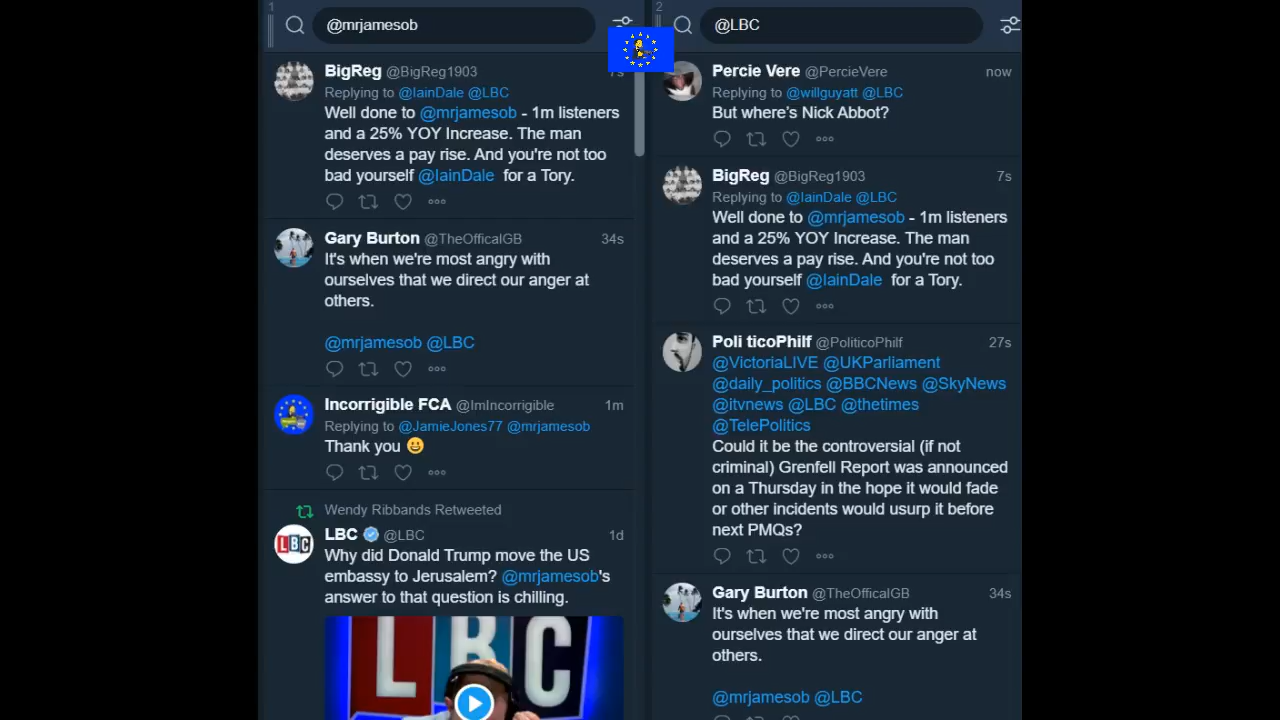 1
@mrjamesob
BigReg @BigReg1903 7s
Replying to @IainDale @LBC
Well done to @mrjamesob - 1m listeners
and a 25% YOY Increase. The man
deserves a pay rise. And you're not too
bad yourself @IainDale for a Tory.
Gary Burton @TheOfficalGB 34s
It's when we're most angry with
ourselves that we direct our anger at
others.
@mrjamesob @LBC
Incorrigible FCA @ImIncorrigible 1m
Replying to @JamieJones77 @mrjamesob
Thank you 😀
Wendy Ribbands Retweeted
LBC @LBC 1d
Why did Donald Trump move the US
embassy to Jerusalem? @mrjamesob's
answer to that question is chilling.
LBC
LBC
2
@LBC
Percie Vere @PercieVere now
Replying to @willguyatt @LBC
But where's Nick Abbot?
BigReg @BigReg1903 7s
Replying to @IainDale @LBC
Well done to @mrjamesob - 1m listeners
and a 25% YOY Increase. The man
deserves a pay rise. And you're not too
bad yourself @IainDale for a Tory.
Poli ticoPhilf @PoliticoPhilf 27s
@VictoriaLIVE @UKParliament
@daily_politics @BBCNews @SkyNews
@itvnews @LBC @thetimes
@TelePolitics
Could it be the controversial (if not
criminal) Grenfell Report was announced
on a Thursday in the hope it would fade
or other incidents would usurp it before
next PMQs?
Gary Burton @TheOfficalGB 34s
It's when we're most angry with
ourselves that we direct our anger at
others.
@mrjamesob @LBC